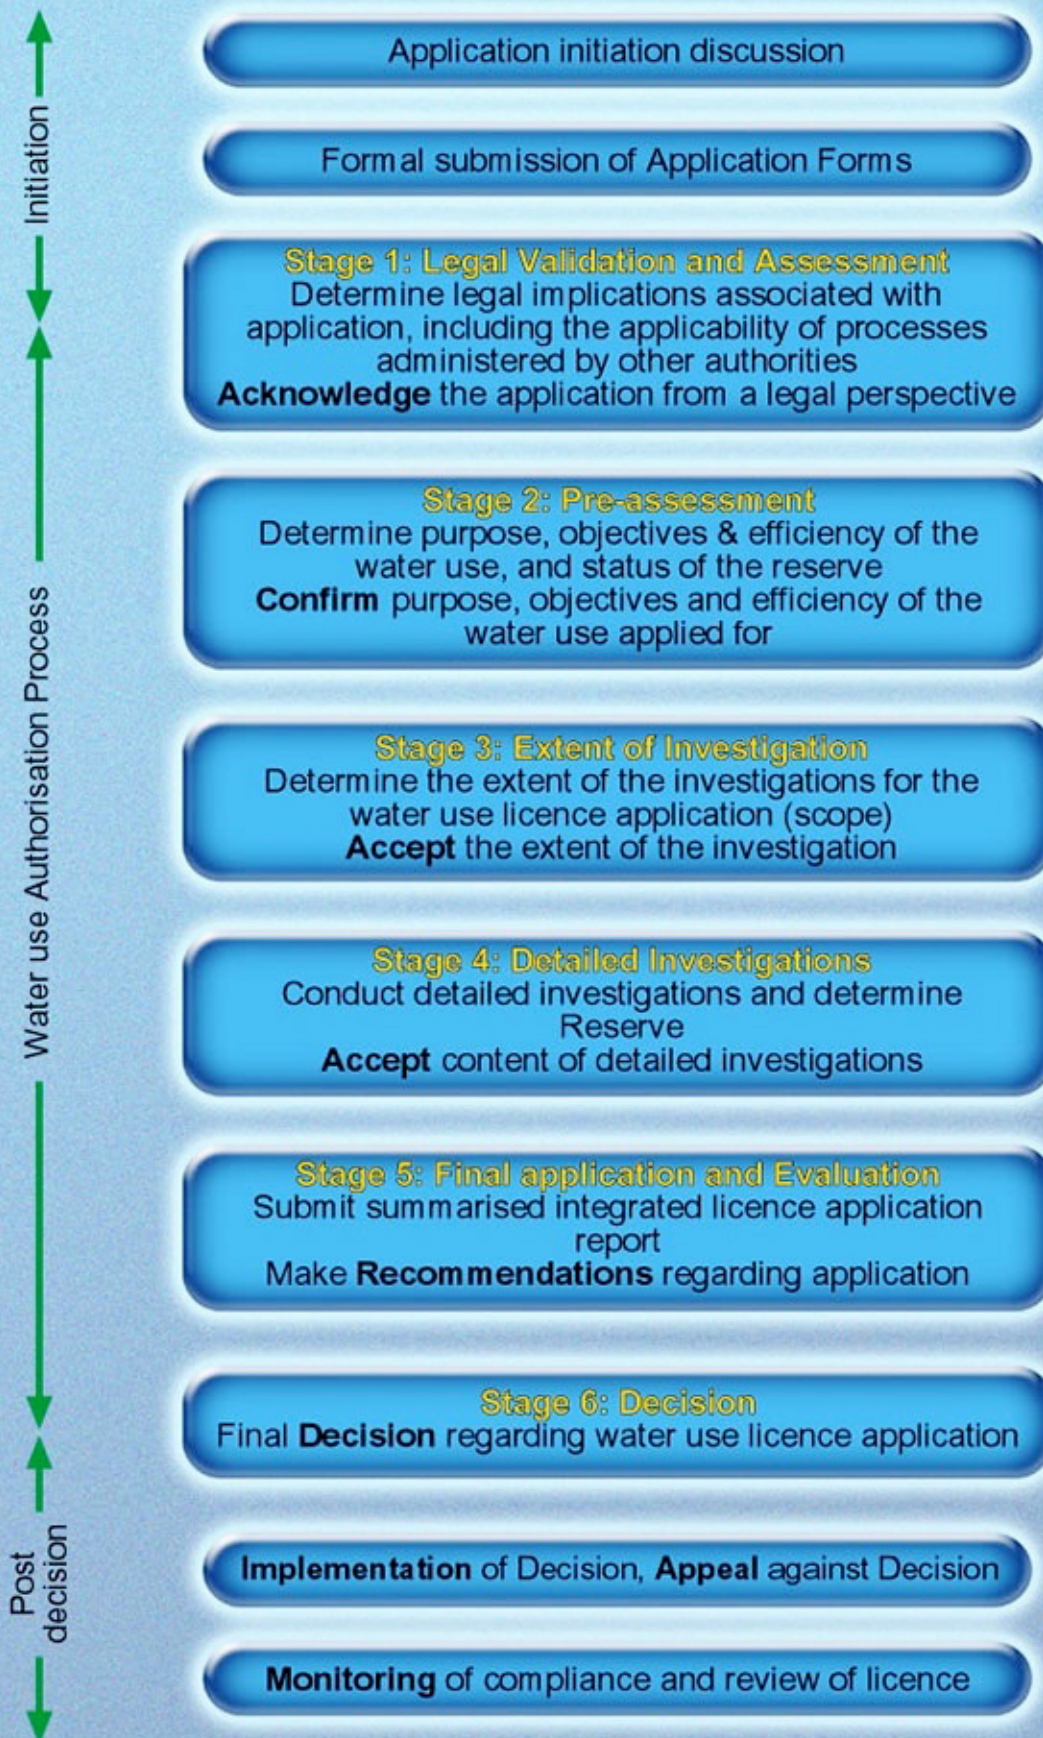 Initiation
Water use Authorisation Process
Post
decision
Application initiation discussion
Formal submission of Application Forms
Stage 1: Legal Validation and Assessment
Determine legal implications associated with
application, including the applicability of processes
administered by other authorities
Acknowledge the application from a legal perspective
Stage 2: Pre-assessment
Determine purpose, objectives & efficiency of the
water use, and status of the reserve
Confirm purpose, objectives and efficiency of the
water use applied for
Stage 3: Extent of Investigation
Determine the extent of the investigations for the
water use licence application (scope)
Accept the extent of the investigation
Stage 4: Detailed Investigations
Conduct detailed investigations and determine
Reserve
Accept content of detailed investigations
Stage 5: Final application and Evaluation
Submit summarised integrated licence application
report
Make Recommendations regarding application
Stage 6: Decision
Final Decision regarding water use licence application
Implementation of Decision, Appeal against Decision
Monitoring of compliance and review of licence